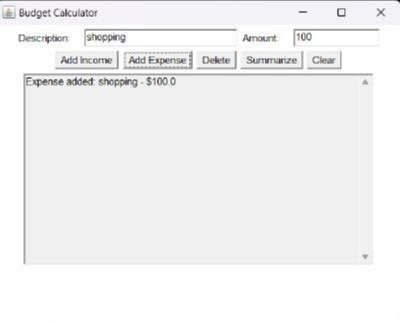 Budget Calculator
Description: shopping Amount: 100
Add Income Add Expense Delete Summarize Clear
Expense added: shopping - $100.0